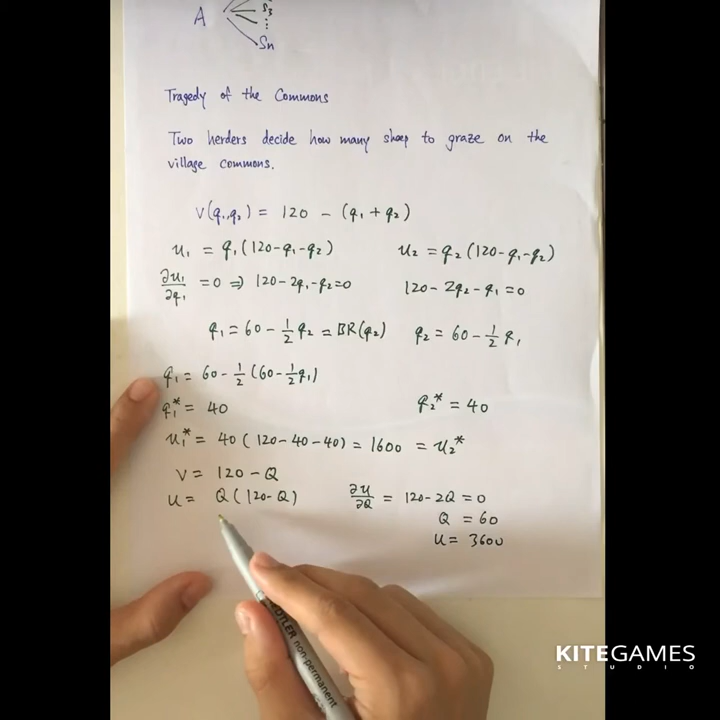 S3
A
⋮
Sn
Tragedy of the Commons
Two herders decide how many sheep to graze on the
village commons.
V(q₁,q₂) = 120 - (q₁ + q₂)
u₁ = q₁(120-q₁-q₂) u₂ = q₂(120-q₁-q₂)
∂u₁/∂q₁ = 0 ⇒ 120-2q₁-q₂=0 120-2q₂-q₁=0
q₁ = 60 - 1/2 q₂ = BR(q₂) q₂ = 60 - 1/2 q₁
q₁ = 60 - 1/2 (60 - 1/2 q₁)
q₁* = 40 q₂* = 40
u₁* = 40(120-40-40) = 1600 = u₂*
V = 120 - Q
u = Q(120-Q) ∂u/∂Q = 120-2Q = 0
Q = 60
u = 3600
non-permanent
KITEGAMES
STUDIO